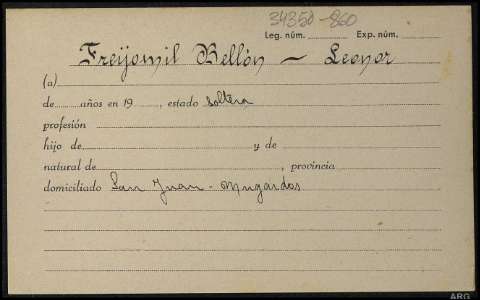 34350-860
Leg. núm. Exp. núm.
Freijomil Bellón — Leonor
(a)
de años en 19 , estado soltera
profesión
hijo de y de
natural de , provincia
domiciliado San Juan - Mugardos
ARG